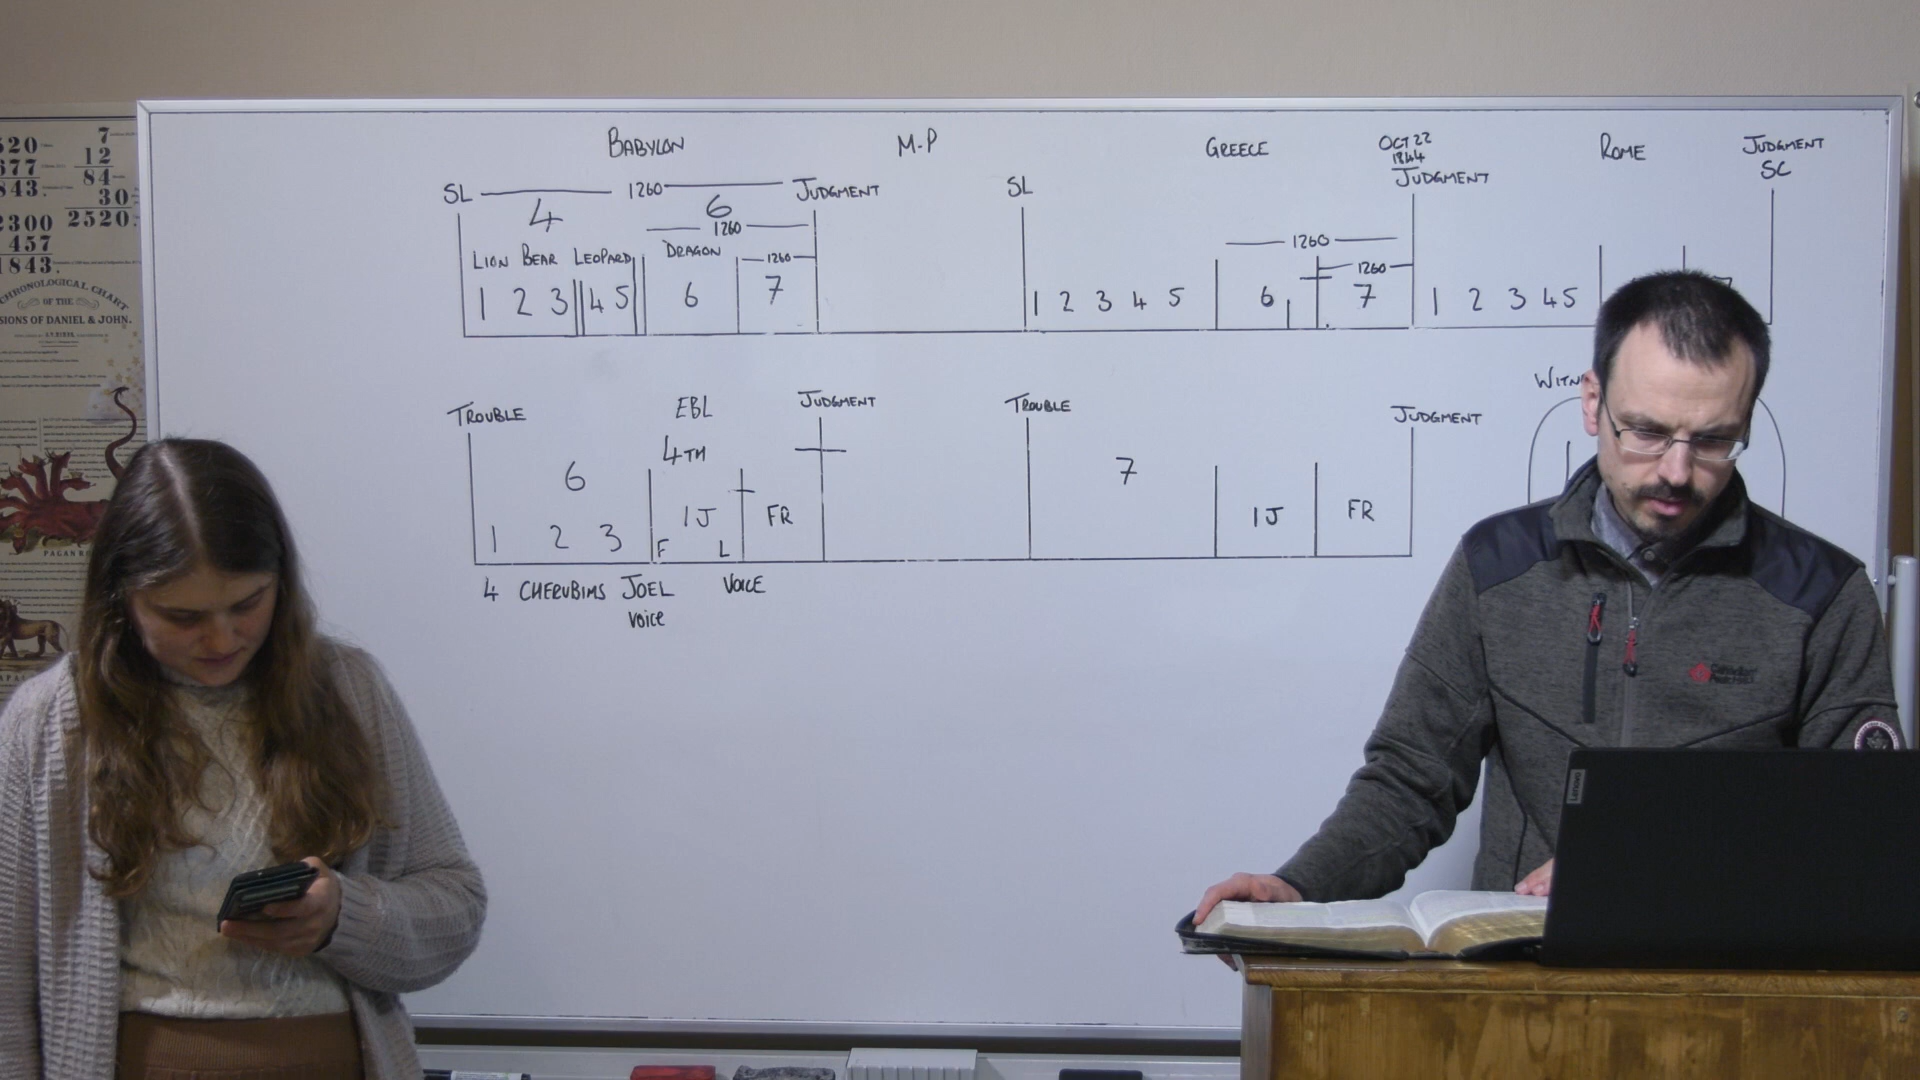 BABYLON M-P GREECE OCT 22 ROME JUDGMENT
1844
SL 1260 JUDGMENT SL JUDGMENT SC
4 6
1260
LION BEAR LEOPARD DRAGON 1260 1260 1260
1 2 3 4 5 6 7 1 2 3 4 5 6 7 1 2 3 4 5 7
TROUBLE EBL JUDGMENT TROUBLE JUDGMENT
4TH
6 7
1 2 3 F 1J L FR 1J FR
4 CHERUBIMS JOEL VOICE
VOICE
7
12
84
843. 30
2300 2520.
457
1843.
CHRONOLOGICAL CHART
OF THE
SIONS OF DANIEL & JOHN.
PAGAN
Lenovo